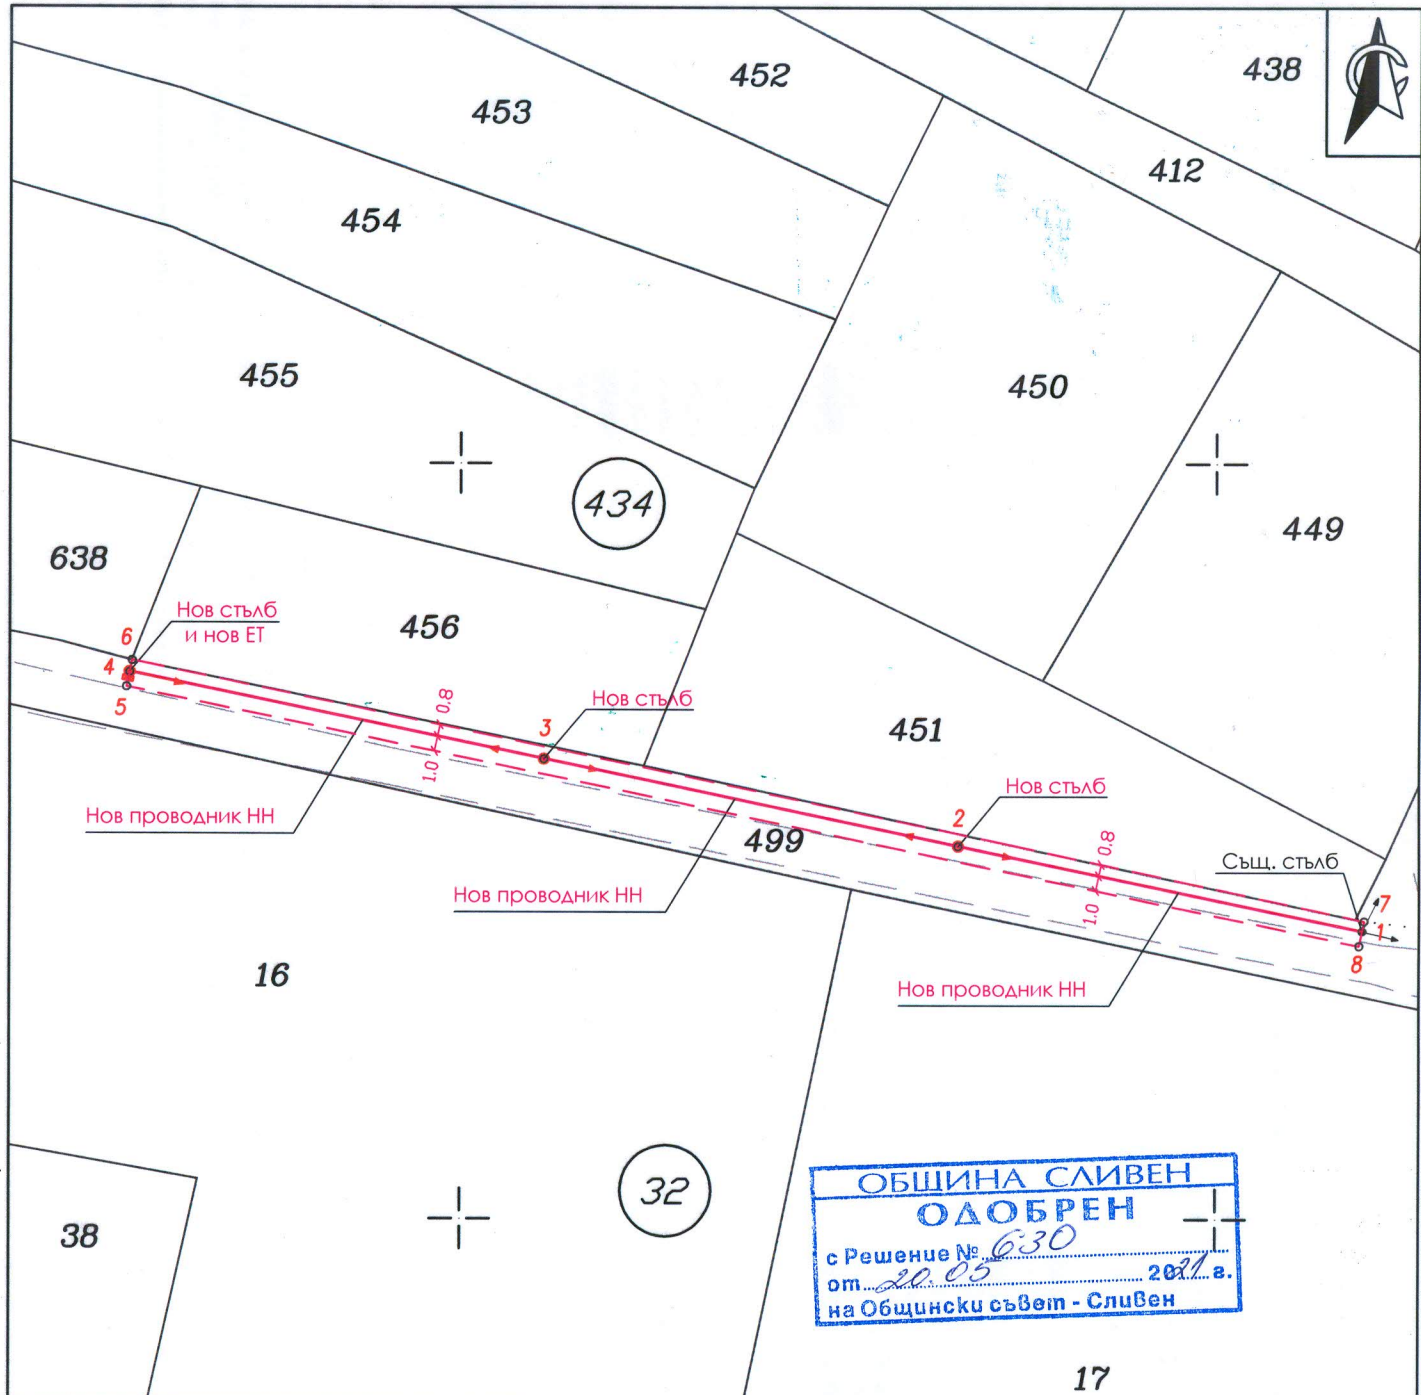 452
438
453
412
454
455
450
434
449
638
Нов стълб
и нов ЕТ
456
6
4
5
0.8
1.0
3
Нов стълб
451
Нов стълб
2
0.8
1.0
Същ. стълб
7
1
8
499
Нов проводник НН
Нов проводник НН
Нов проводник НН
16
32
38
ОБЩИНА СЛИВЕН
ОДОБРЕН
с Решение № 630
от 20.05 2021 г.
на Общински съвет - Сливен
17